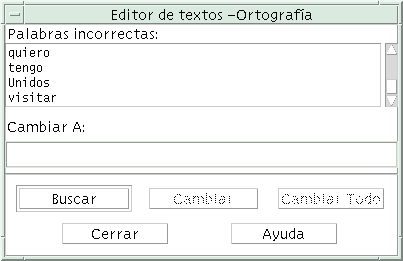 Editor de textos –Ortografía
Palabras incorrectas:
quiero
tengo
Unidos
visitar
Cambiar A:
Buscar Cambiar Cambiar Todo
Cerrar Ayuda